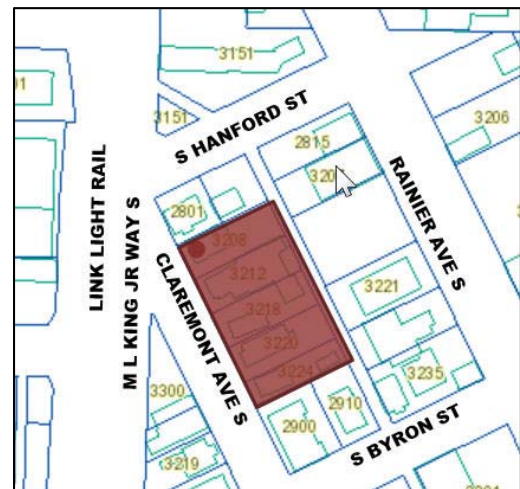 3151
3151
S HANFORD ST
2815
3206
RAINIER AVE S
2801
3208
3212
3218
3220
3224
3221
3235
LINK LIGHT RAIL
M L KING JR WAY S
CLAREMONT AVE S
3300
3219
2900
2910
S BYRON ST